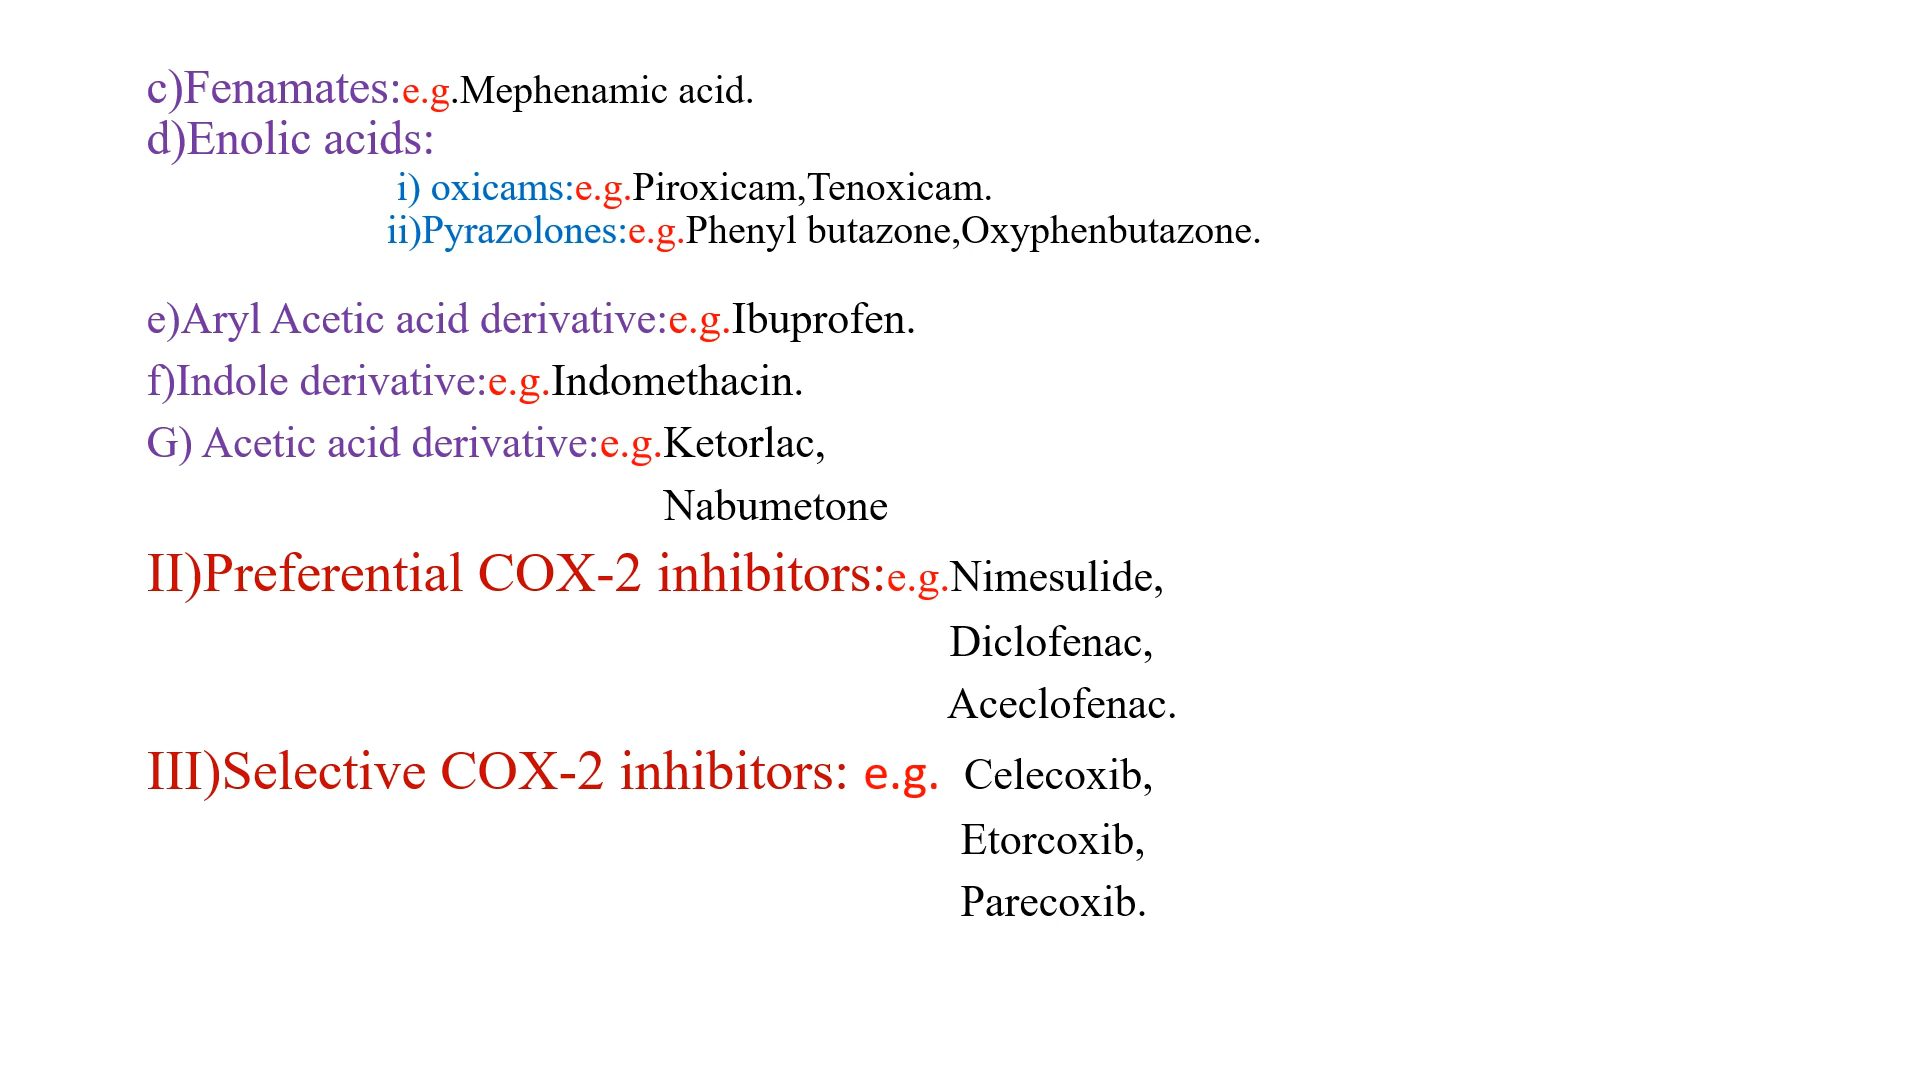 c)Fenamates:e.g.Mephenamic acid.
d)Enolic acids:
i) oxicams:e.g.Piroxicam,Tenoxicam.
ii)Pyrazolones:e.g.Phenyl butazone,Oxyphenbutazone.
e)Aryl Acetic acid derivative:e.g.Ibuprofen.
f)Indole derivative:e.g.Indomethacin.
G) Acetic acid derivative:e.g.Ketorlac,
Nabumetone
II)Preferential COX-2 inhibitors:e.g.Nimesulide,
Diclofenac,
Aceclofenac.
III)Selective COX-2 inhibitors: e.g. Celecoxib,
Etorcoxib,
Parecoxib.